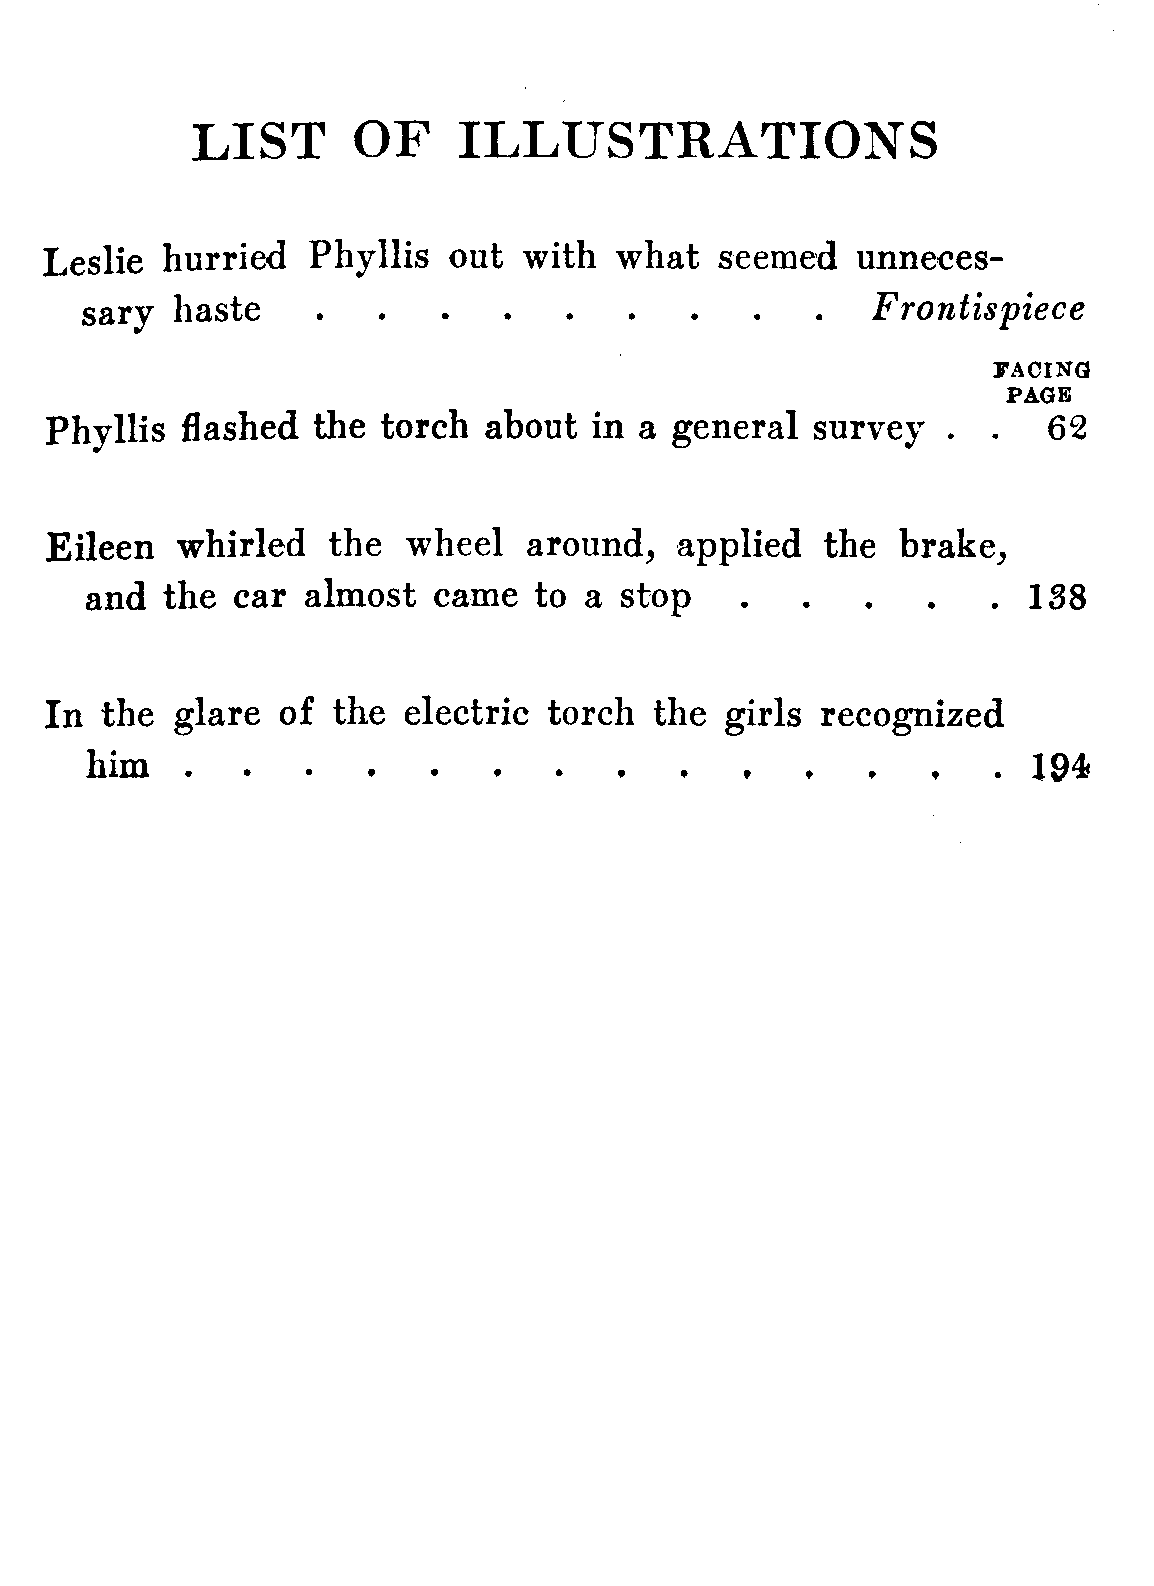 LIST OF ILLUSTRATIONS
Leslie hurried Phyllis out with what seemed unneces-
sary haste . . . . . . . . . Frontispiece
FACING
PAGE
Phyllis flashed the torch about in a general survey . . 62
Eileen whirled the wheel around, applied the brake,
and the car almost came to a stop . . . . . 138
In the glare of the electric torch the girls recognized
him . . . . . . . . . . . . . . 194